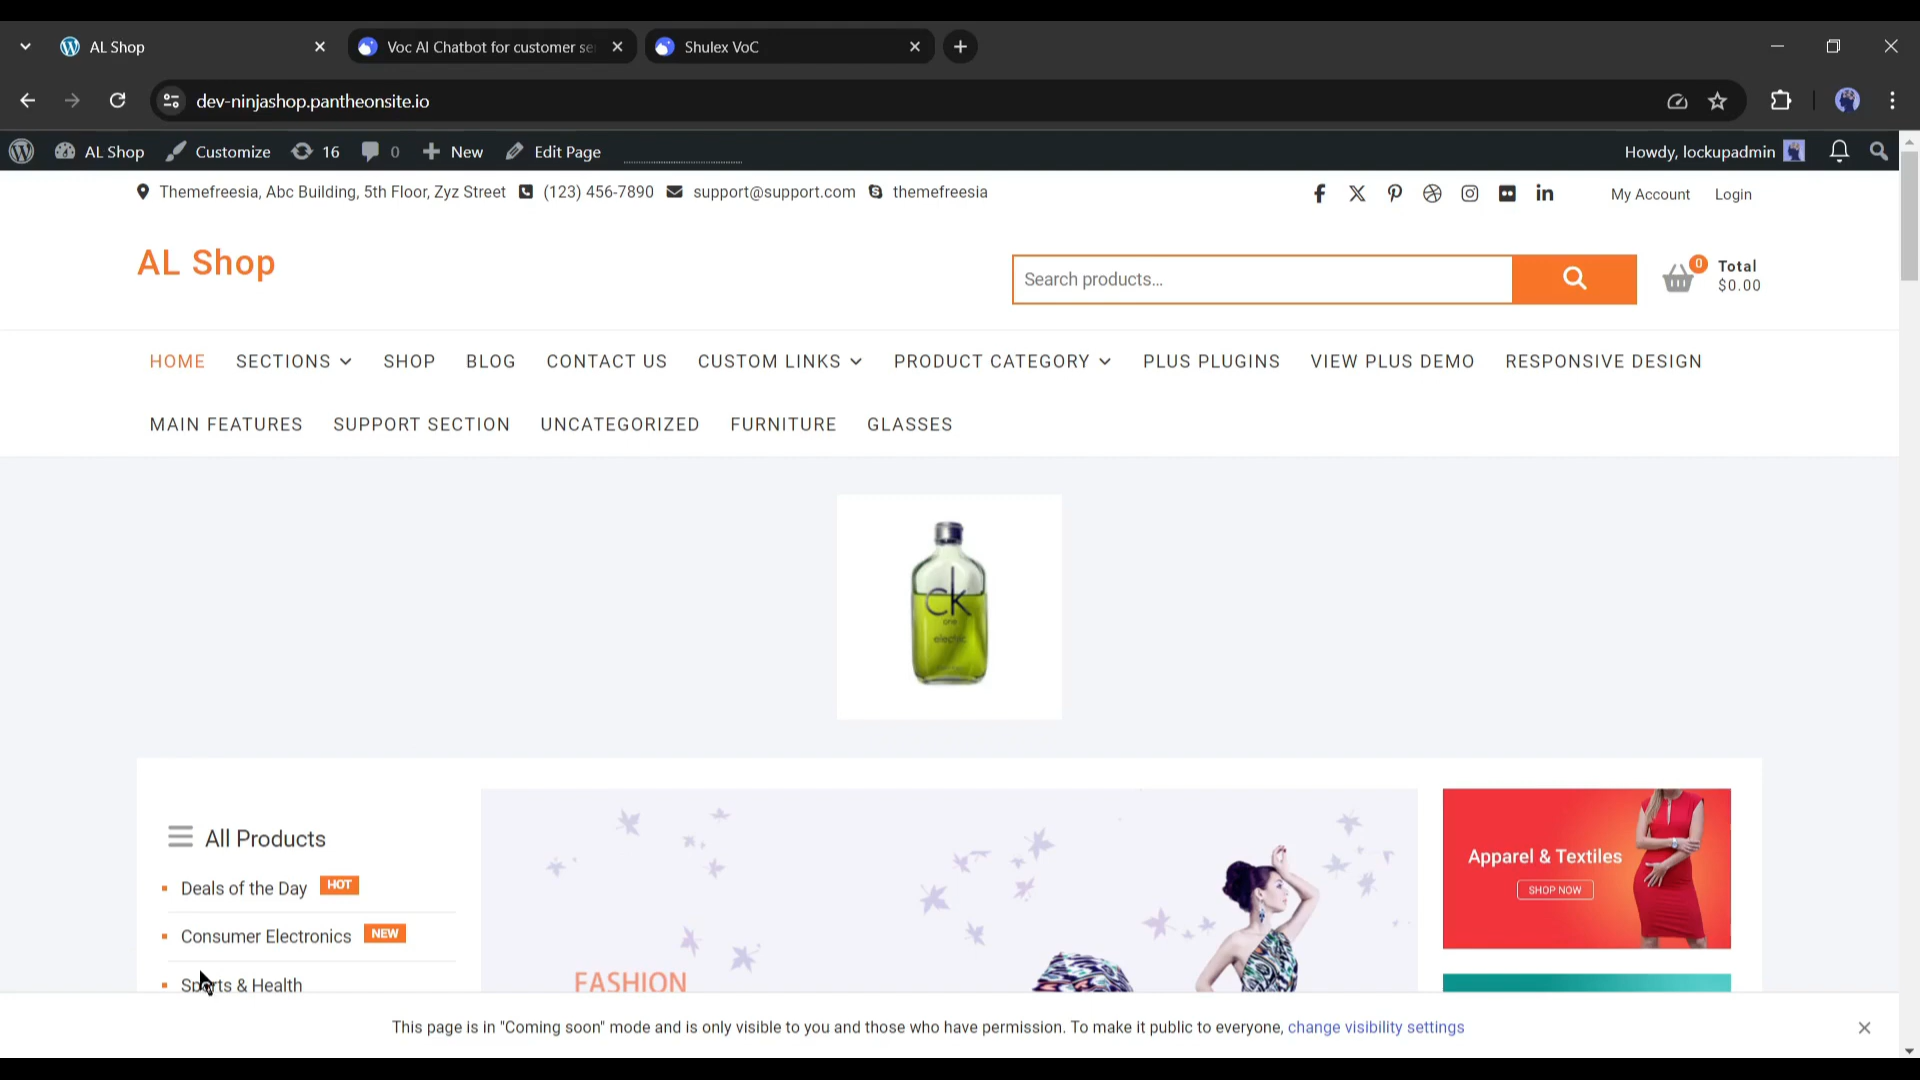 AL Shop
Voc AI Chatbot for customer se
Shulex VoC
dev-ninjashop.pantheonsite.io
AL Shop Customize 16 0 New Edit Page Howdy, lockupadmin
Themefreesia, Abc Building, 5th Floor, Zyz Street (123) 456-7890 support@support.com themefreesia My Account Login
AL Shop
Search products...
0 Total
$0.00
HOME SECTIONS SHOP BLOG CONTACT US CUSTOM LINKS PRODUCT CATEGORY PLUS PLUGINS VIEW PLUS DEMO RESPONSIVE DESIGN
MAIN FEATURES SUPPORT SECTION UNCATEGORIZED FURNITURE GLASSES
ck
one
electric
All Products
Deals of the Day HOT
Consumer Electronics NEW
Sports & Health
FASHION
Apparel & Textiles
SHOP NOW
This page is in "Coming soon" mode and is only visible to you and those who have permission. To make it public to everyone, change visibility settings